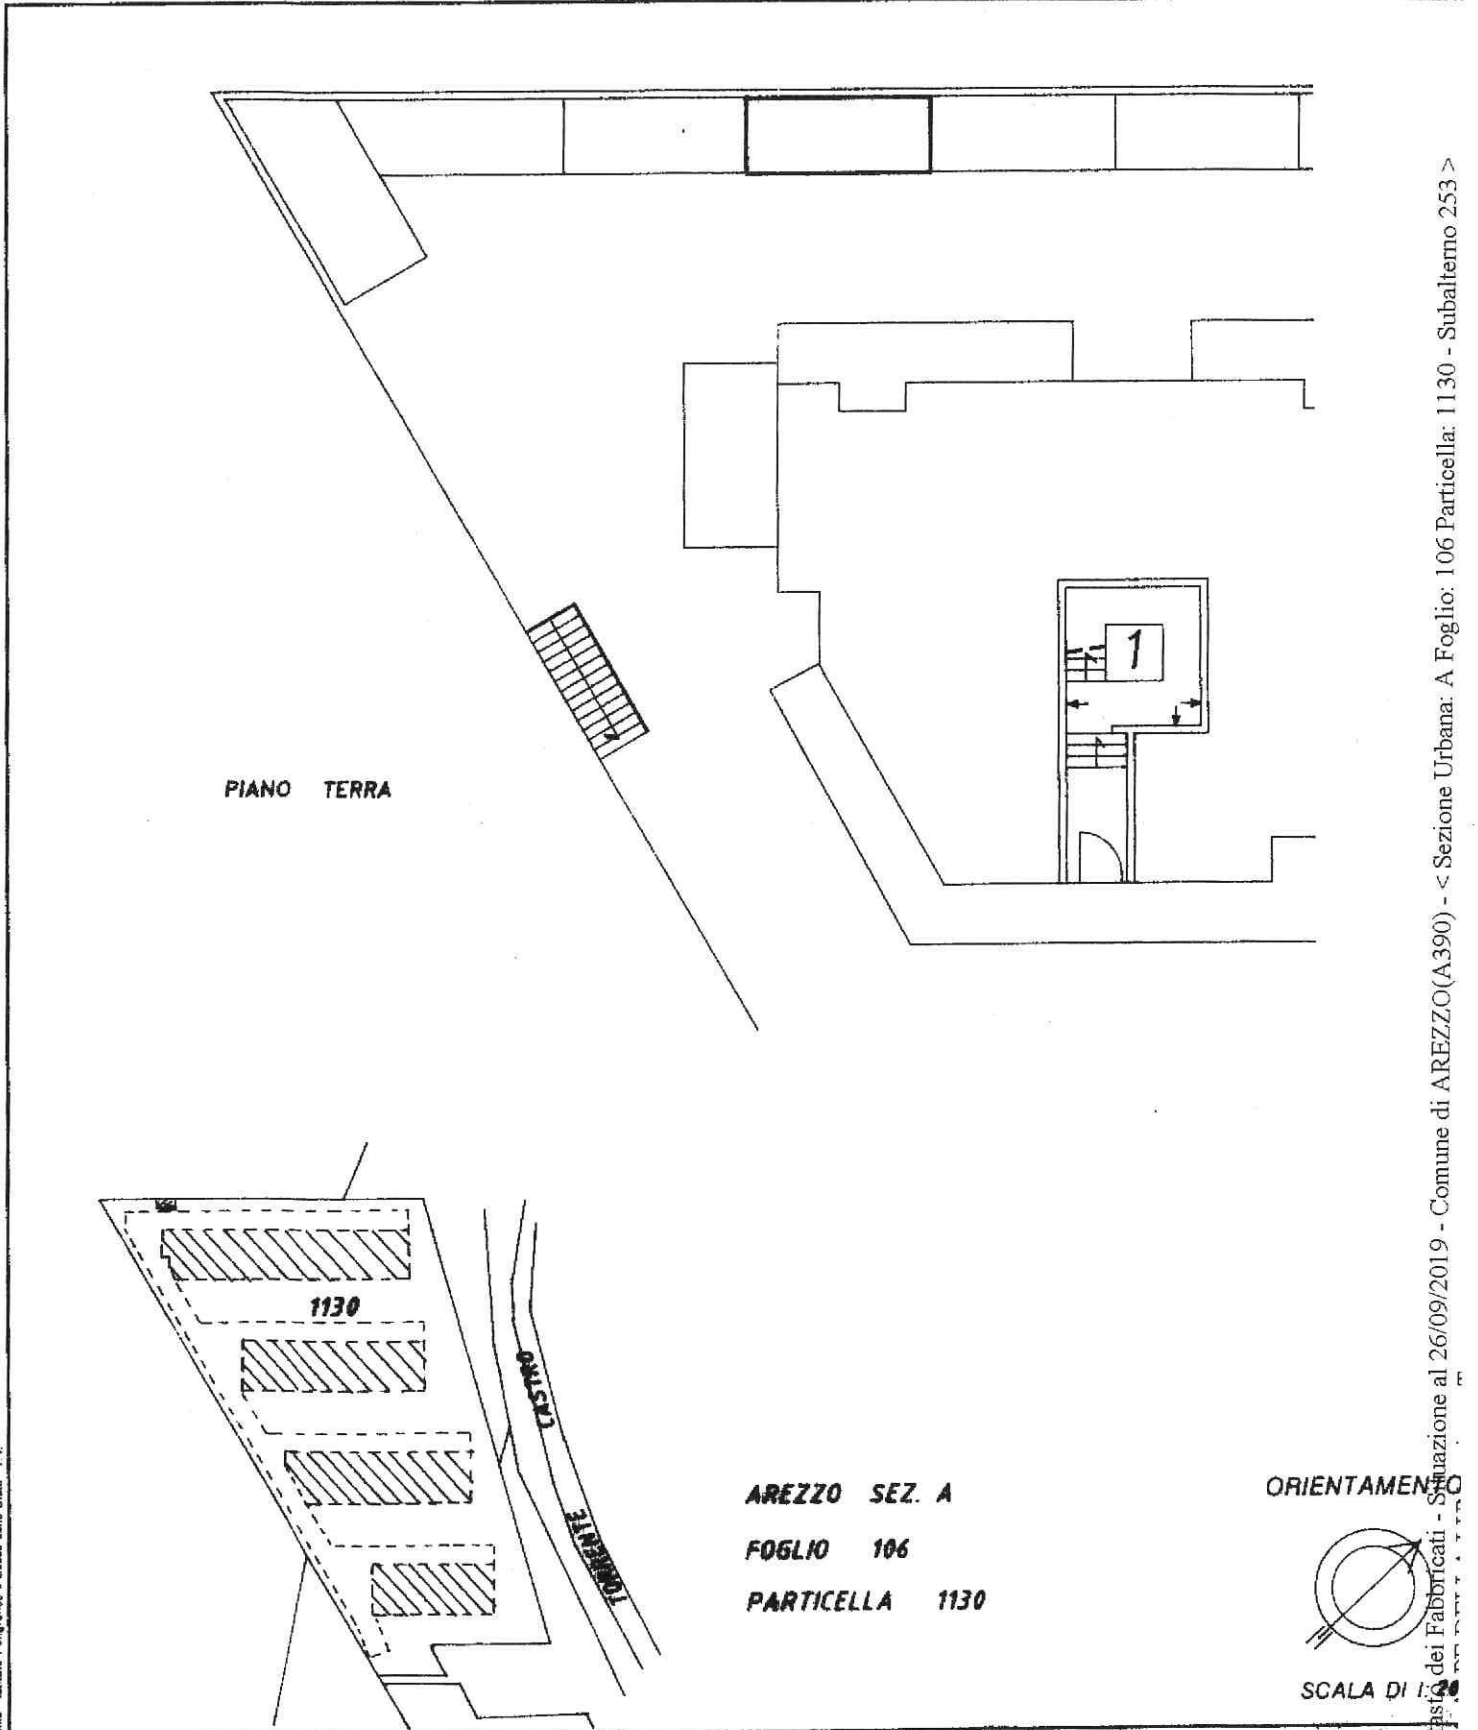 PIANO TERRA
1
1130
CASTRO
TORRENTE
AREZZO SEZ. A
FOGLIO 106
PARTICELLA 1130
ORIENTAMENTO
SCALA DI 1:
dei Fabbricati - Situazione al 26/09/2019 - Comune di AREZZO(A390) - < Sezione Urbana: A Foglio: 106 Particella: 1130 - Subalterno 253 >